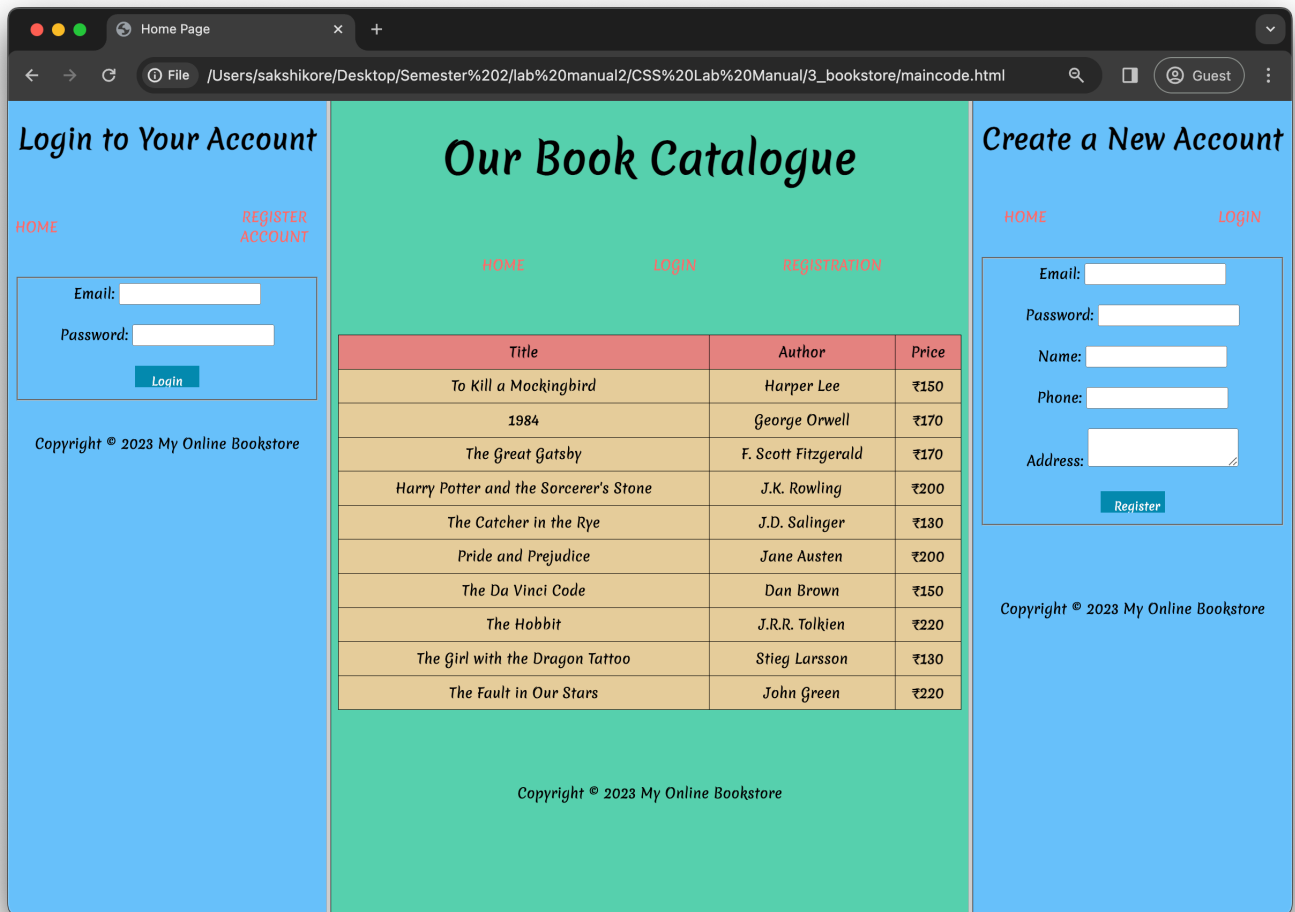 Home Page
File /Users/sakshikore/Desktop/Semester%202/lab%20manual2/CSS%20Lab%20Manual/3_bookstore/maincode.html Guest
Login to Your Account
HOME REGISTER
ACCOUNT
Email:
Password:
Login
Copyright © 2023 My Online Bookstore
Our Book Catalogue
HOME LOGIN REGISTRATION
Title Author Price
To Kill a Mockingbird Harper Lee ₹150
1984 George Orwell ₹170
The Great Gatsby F. Scott Fitzgerald ₹170
Harry Potter and the Sorcerer's Stone J.K. Rowling ₹200
The Catcher in the Rye J.D. Salinger ₹130
Pride and Prejudice Jane Austen ₹200
The Da Vinci Code Dan Brown ₹150
The Hobbit J.R.R. Tolkien ₹220
The Girl with the Dragon Tattoo Stieg Larsson ₹130
The Fault in Our Stars John Green ₹220
Copyright © 2023 My Online Bookstore
Create a New Account
HOME LOGIN
Email:
Password:
Name:
Phone:
Address:
Register
Copyright © 2023 My Online Bookstore